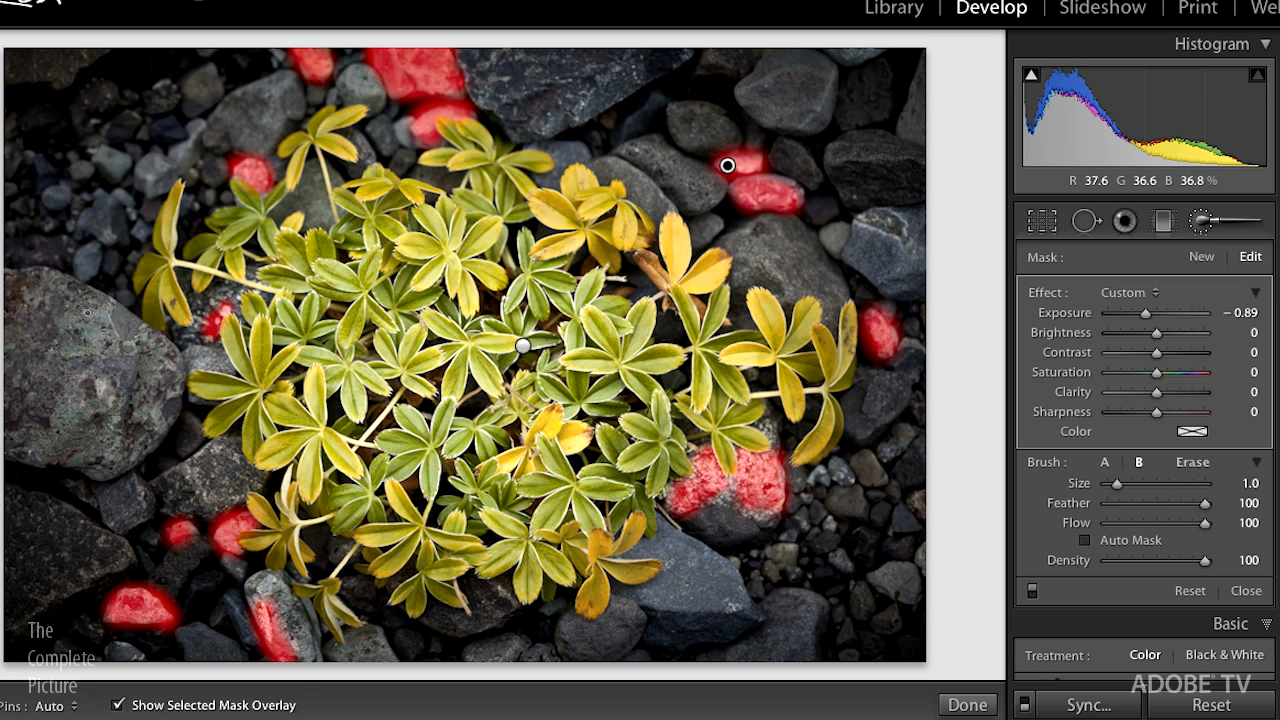 Library | Develop | Slideshow | Print |
Histogram
R 37.6 G 36.6 B 36.8 %
Mask : New Edit
Effect : Custom
Exposure − 0.89
Brightness 0
Contrast 0
Saturation 0
Clarity 0
Sharpness 0
Color
Brush : A | B Erase
Size 1.0
Feather 100
Flow 100
Auto Mask
Density 100
Reset Close
Basic
Treatment : Color | Black & White
The
Complete
Picture
ADOBE TV
Pins : Auto Show Selected Mask Overlay Done Sync... Reset